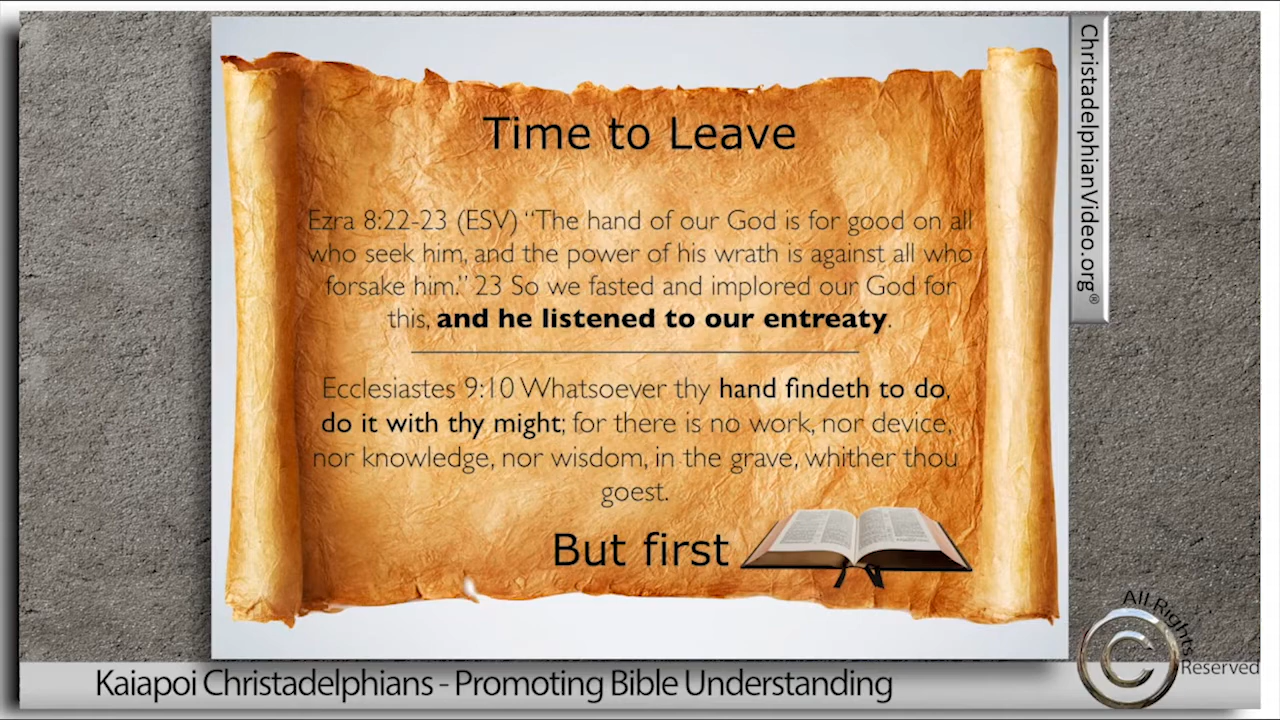 Time to Leave
Ezra 8:22-23 (ESV) “The hand of our God is for good on all
who seek him, and the power of his wrath is against all who
forsake him.” 23 So we fasted and implored our God for
this, and he listened to our entreaty.
Ecclesiastes 9:10 Whatsoever thy hand findeth to do,
do it with thy might; for there is no work, nor device,
nor knowledge, nor wisdom, in the grave, whither thou
goest.
But first
ChristadelphianVideo.org®
All Rights
Reserved
Kaiapoi Christadelphians - Promoting Bible Understanding